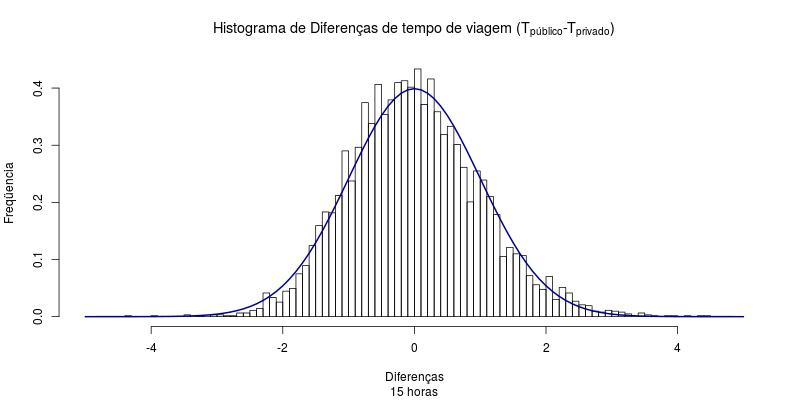 Histograma de Diferenças de tempo de viagem (Tpúblico-Tprivado)
Freqüencia
0.4
0.3
0.2
0.1
0.0
-4 -2 0 2 4
Diferenças
15 horas